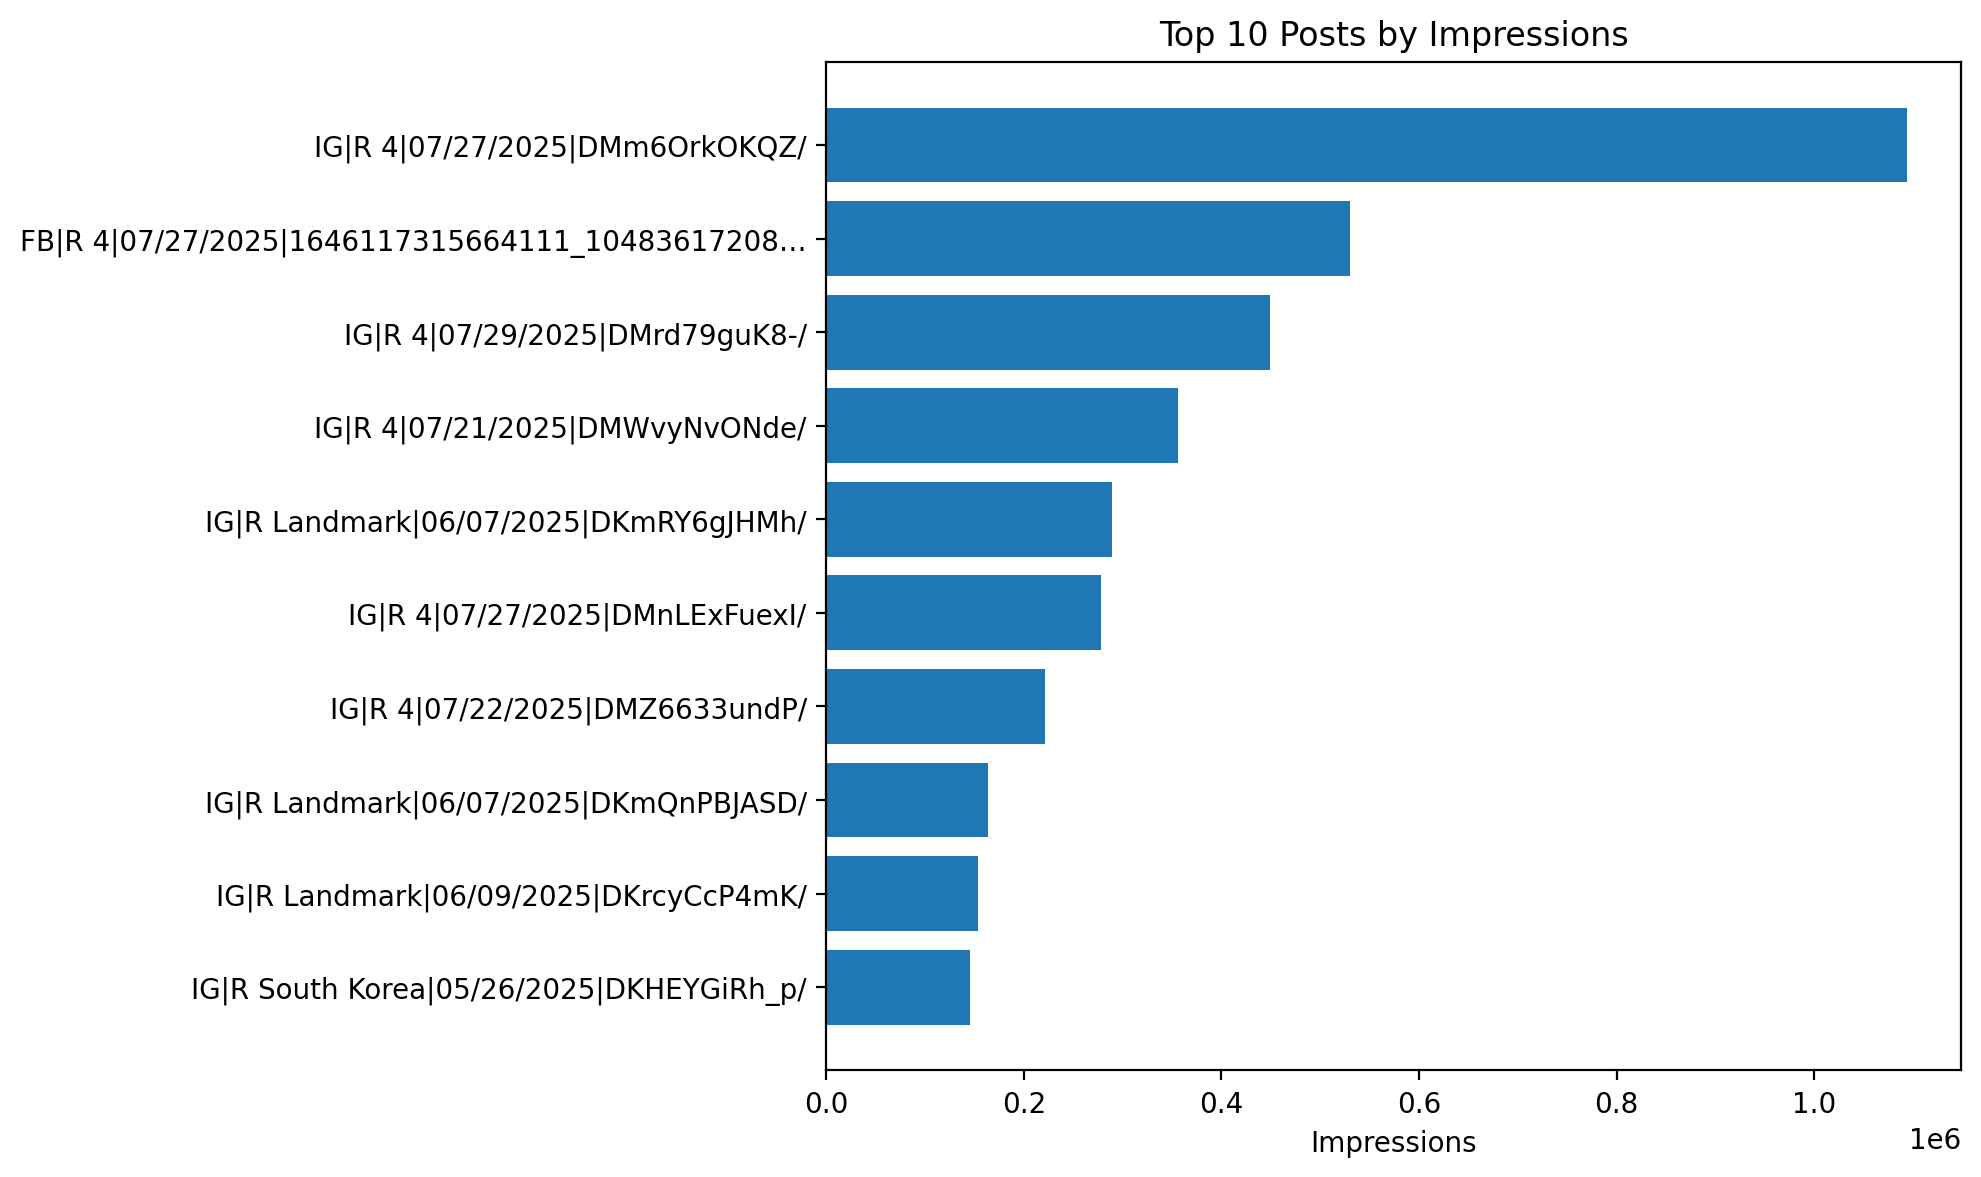 Top 10 Posts by Impressions
IG|R 4|07/27/2025|DMm6OrkOKQZ/
FB|R 4|07/27/2025|1646117315664111_10483617208...
IG|R 4|07/29/2025|DMrd79guK8-/
IG|R 4|07/21/2025|DMWvyNvONde/
IG|R Landmark|06/07/2025|DKmRY6gJHMh/
IG|R 4|07/27/2025|DMnLExFuexI/
IG|R 4|07/22/2025|DMZ6633undP/
IG|R Landmark|06/07/2025|DKmQnPBJASD/
IG|R Landmark|06/09/2025|DKrcyCcP4mK/
IG|R South Korea|05/26/2025|DKHEYGiRh_p/
0.0 0.2 0.4 0.6 0.8 1.0
Impressions
1e6